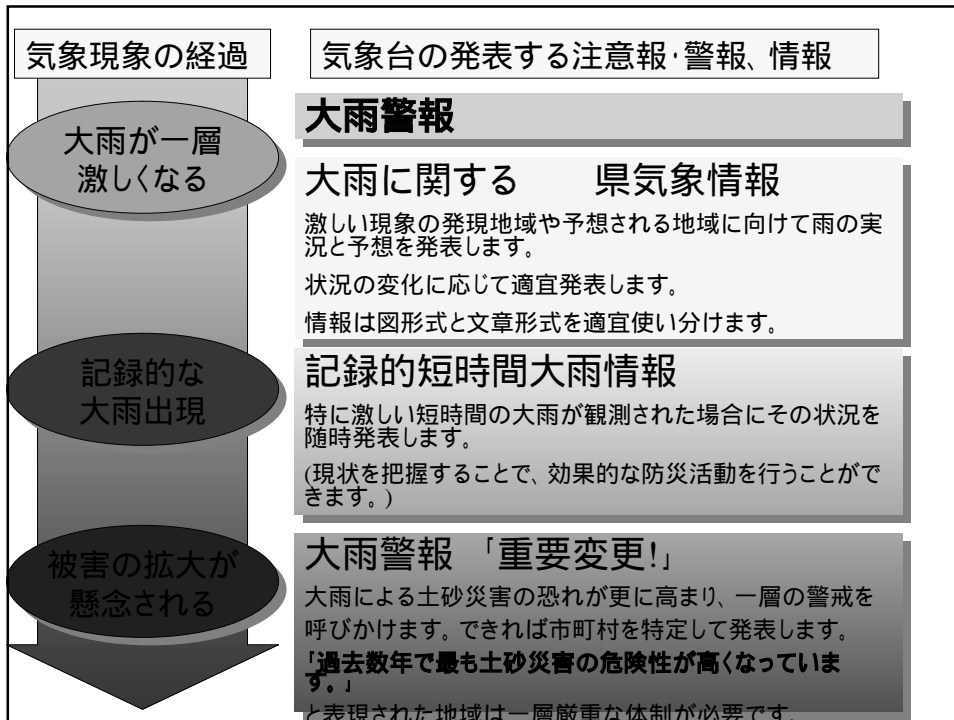 気象現象の経過
気象台の発表する注意報･警報、情報
大雨が一層
激しくなる
大雨警報
大雨に関する　　県気象情報
激しい現象の発現地域や予想される地域に向けて雨の実
況と予想を発表します。
状況の変化に応じて適宜発表します。
情報は図形式と文章形式を適宜使い分けます。
記録的な
大雨出現
記録的短時間大雨情報
特に激しい短時間の大雨が観測された場合にその状況を
随時発表します。
(現状を把握することで、効果的な防災活動を行うことがで
きます。)
被害の拡大が
懸念される
大雨警報 「重要変更!」
大雨による土砂災害の恐れが更に高まり、一層の警戒を
呼びかけます。できれば市町村を特定して発表します。
「過去数年で最も土砂災害の危険性が高くなっていま
す。」
と表現された地域は一層厳重な体制が必要です。